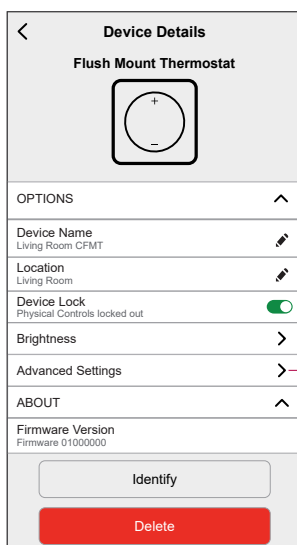 Device Details
Flush Mount Thermostat
+
−
OPTIONS
Device Name
Living Room CFMT
Location
Living Room
Device Lock
Physical Controls locked out
Brightness
Advanced Settings
ABOUT
Firmware Version
Firmware 01000000
Identify
Delete